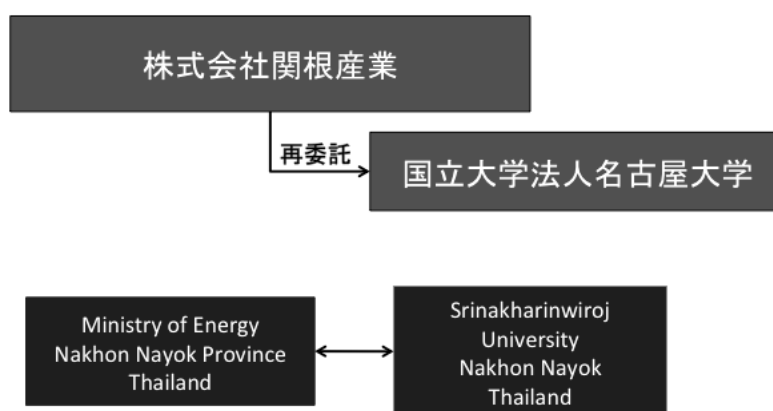 株式会社関根産業
再委託
国立大学法人名古屋大学
Ministry of Energy
Nakhon Nayok Province
Thailand
Srinakharinwiroj
University
Nakhon Nayok
Thailand